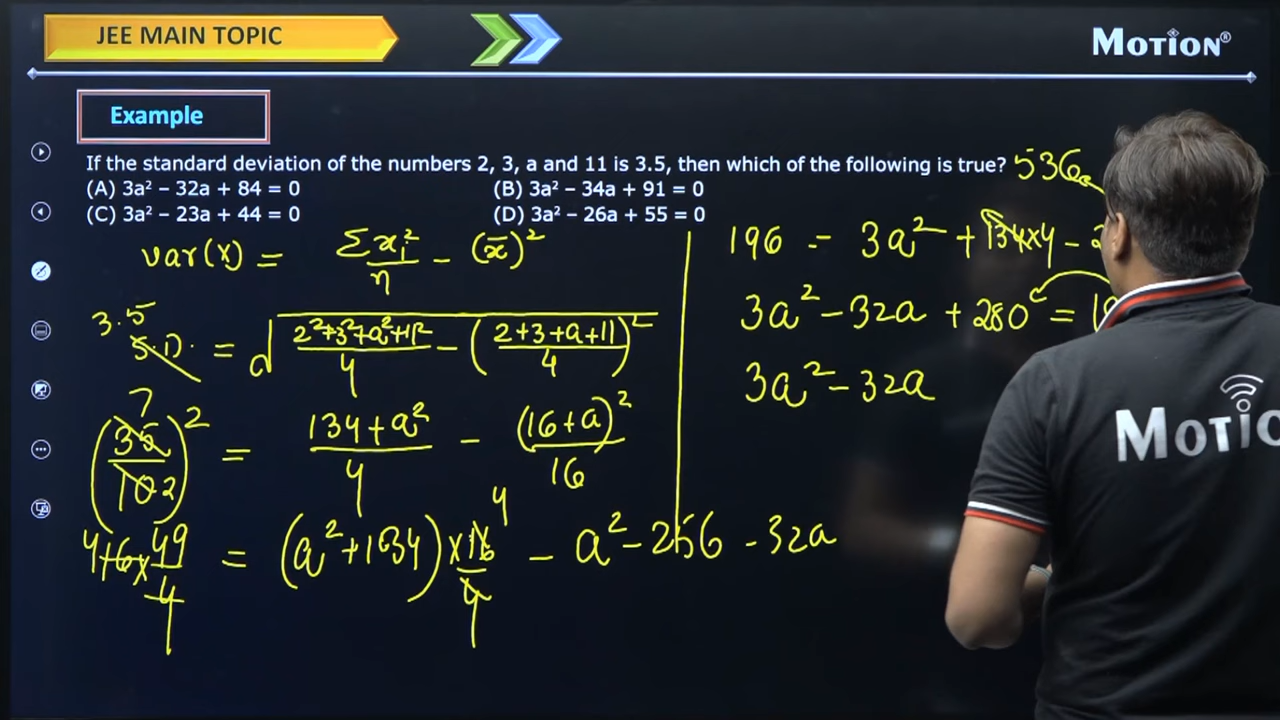 JEE MAIN TOPIC
MOTION®
Example
If the standard deviation of the numbers 2, 3, a and 11 is 3.5, then which of the following is true?
(A) 3a² – 32a + 84 = 0 (B) 3a² – 34a + 91 = 0
(C) 3a² – 23a + 44 = 0 (D) 3a² – 26a + 55 = 0
536
var(x) = Σxᵢ²/n – (x̄)²
3.5
S.D. = √(2²+3²+a²+11²/4 – (2+3+a+11/4)²)
7
(35/10 2)² = 134+a²/4 – (16+a)²/16
4 16 × 49/4 = (a²+134) × 16/4 4 – a² – 256 – 32a
196 = 3a² + 134×4 –
3a² – 32a + 280 =
3a² – 32a
MOTIO